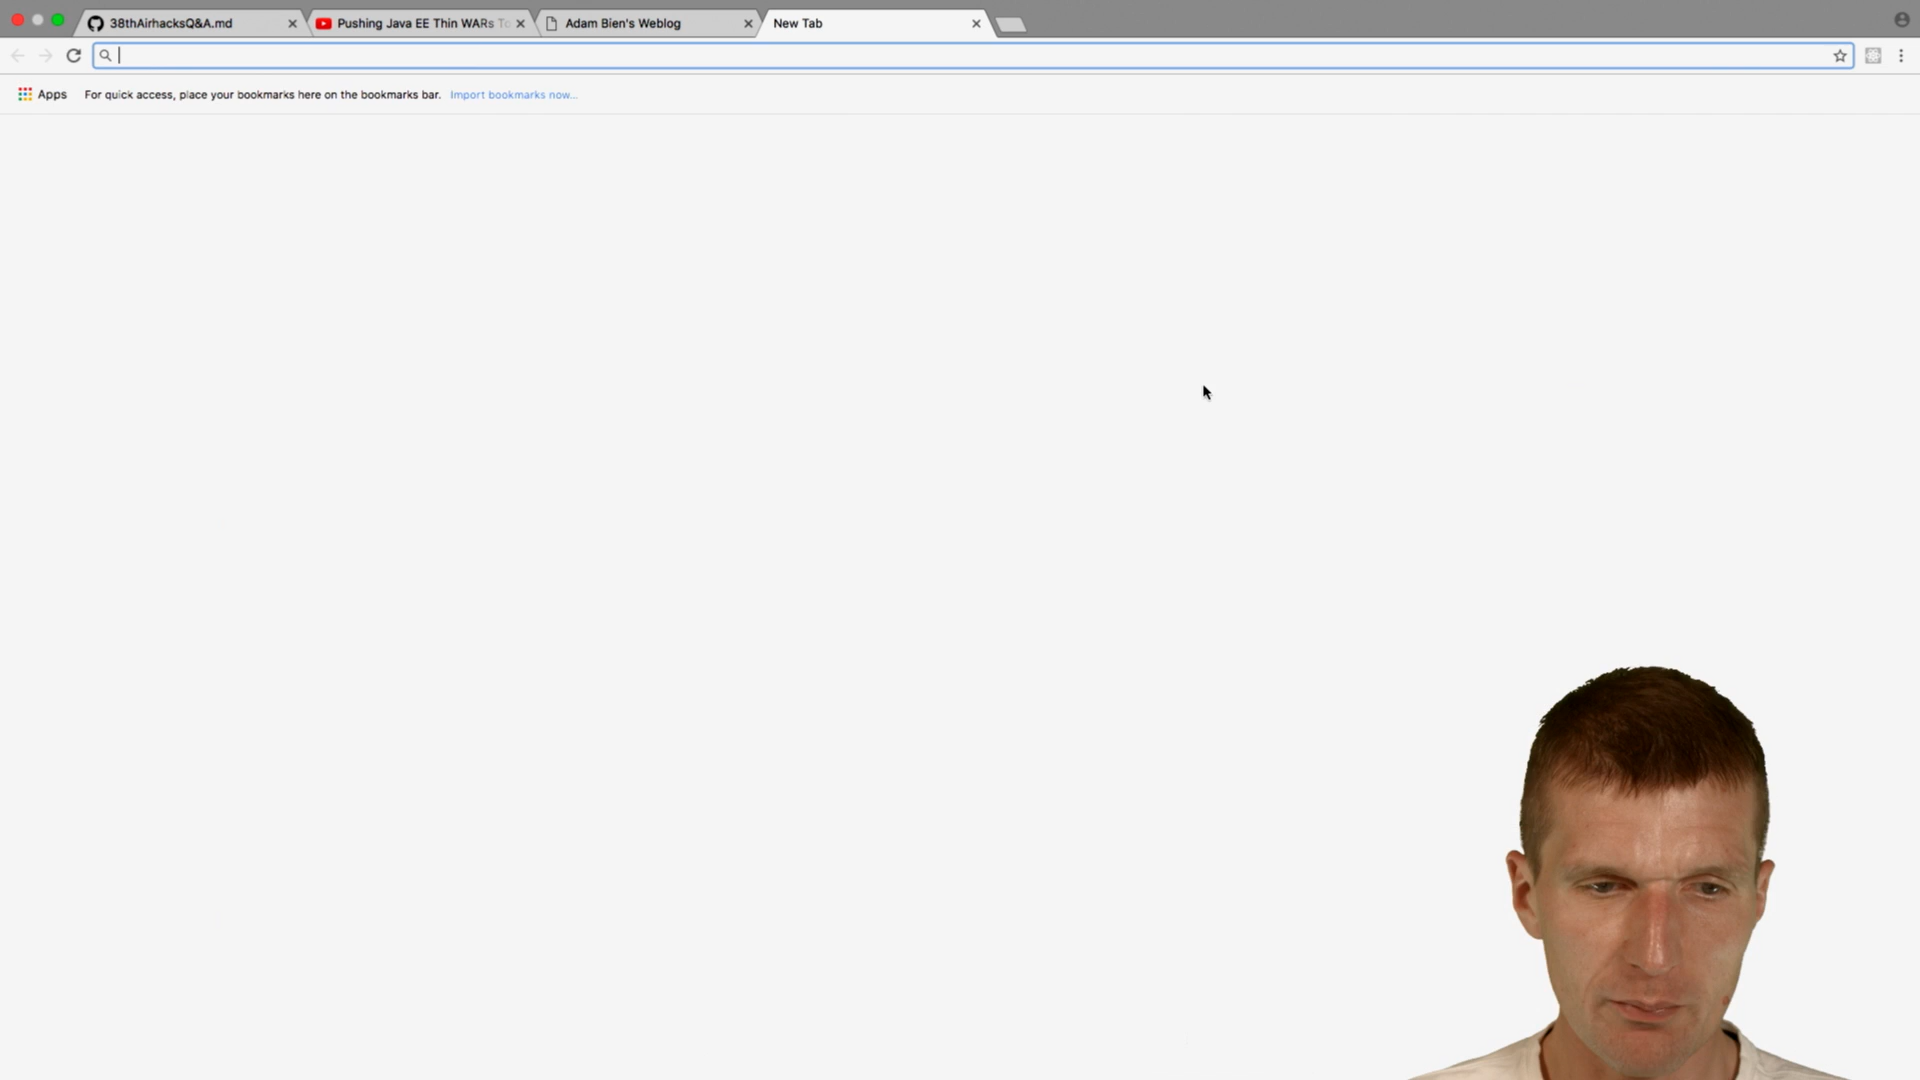 38thAirhacksQ&A.md
Pushing Java EE Thin WARs To
Adam Bien's Weblog
New Tab
Apps
For quick access, place your bookmarks here on the bookmarks bar. Import bookmarks now...